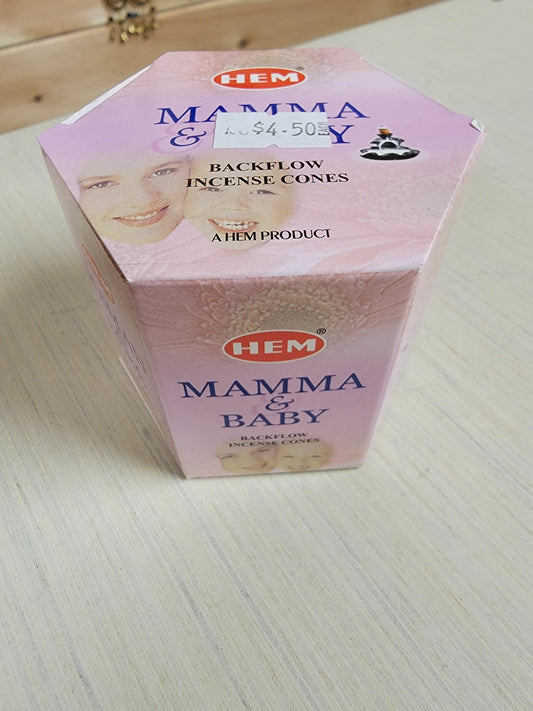 HEM®
MAMMA
& Y
$4.50
BACKFLOW
INCENSE CONES
A HEM PRODUCT
HEM®
MAMMA
&
BABY
BACKFLOW
INCENSE CONES